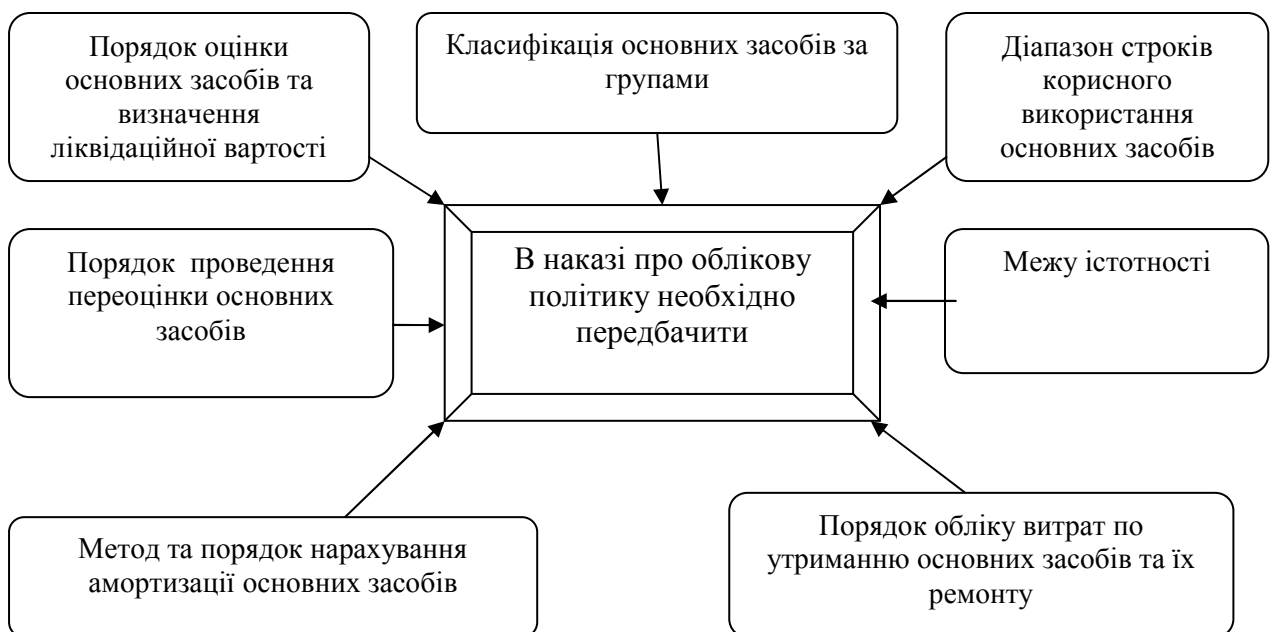 Порядок оцінки
основних засобів та
визначення
ліквідаційної вартості
Класифікація основних засобів за
групами
Діапазон строків
корисного
використання
основних засобів
Порядок проведення
переоцінки основних
засобів
В наказі про облікову
політику необхідно
передбачити
Межу істотності
Метод та порядок нарахування
амортизації основних засобів
Порядок обліку витрат по
утриманню основних засобів та їх
ремонту